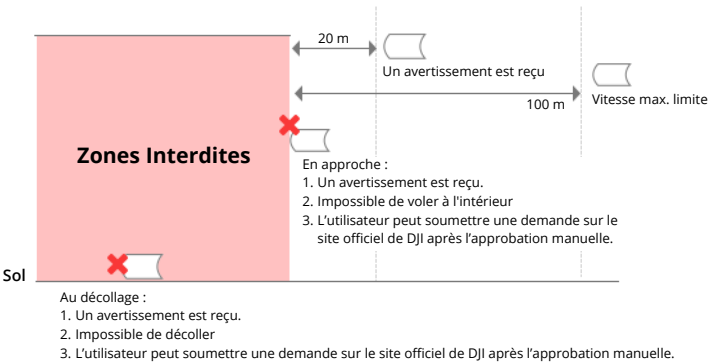 20 m
Un avertissement est reçu
100 m
Vitesse max. limite
Zones Interdites
En approche :
1. Un avertissement est reçu.
2. Impossible de voler à l'intérieur
3. L’utilisateur peut soumettre une demande sur le
site officiel de DJI après l’approbation manuelle.
Sol
Au décollage :
1. Un avertissement est reçu.
2. Impossible de décoller
3. L’utilisateur peut soumettre une demande sur le site officiel de DJI après l’approbation manuelle.